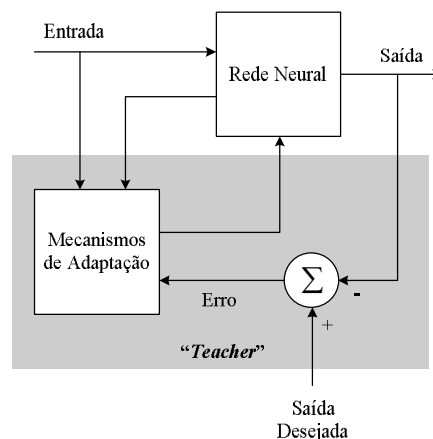 Entrada
Rede Neural
Saída
Mecanismos
de Adaptação
Erro
Σ
-
+
“Teacher”
Saída
Desejada